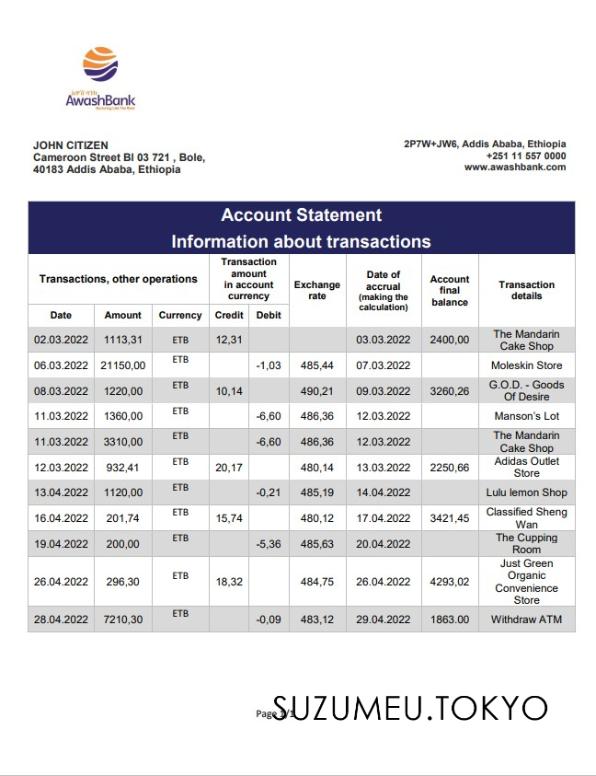 AwashBank
JOHN CITIZEN
Cameroon Street Bl 03 721 , Bole,
40183 Addis Ababa, Ethiopia
2P7W+JW6, Addis Ababa, Ethiopia
+251 11 557 0000
www.awashbank.com
Account Statement
Information about transactions
Transactions, other operations
Transaction
amount
in account
currency
Exchange
rate
Date of
accrual
(making the
calculation)
Account
final
balance
Transaction
details
Date Amount Currency Credit Debit
02.03.2022 1113,31 ETB 12,31 03.03.2022 2400,00 The Mandarin
Cake Shop
06.03.2022 21150,00 ETB -1,03 485,44 07.03.2022 Moleskin Store
08.03.2022 1220,00 ETB 10,14 490,21 09.03.2022 3260,26 G.O.D. - Goods
Of Desire
11.03.2022 1360,00 ETB -6,60 486,36 12.03.2022 Manson's Lot
11.03.2022 3310,00 ETB -6,60 486,36 12.03.2022 The Mandarin
Cake Shop
12.03.2022 932,41 ETB 20,17 480,14 13.03.2022 2250,66 Adidas Outlet
Store
13.04.2022 1120,00 ETB -0,21 485,19 14.04.2022 Lulu lemon Shop
16.04.2022 201,74 ETB 15,74 480,12 17.04.2022 3421,45 Classified Sheng
Wan
19.04.2022 200,00 ETB -5,36 485,63 20.04.2022 The Cupping
Room
26.04.2022 296,30 ETB 18,32 484,75 26.04.2022 4293,02 Just Green
Organic
Convenience
Store
28.04.2022 7210,30 ETB -0,09 483,12 29.04.2022 1863.00 Withdraw ATM
Page 1/1
SUZUMEU.TOKYO